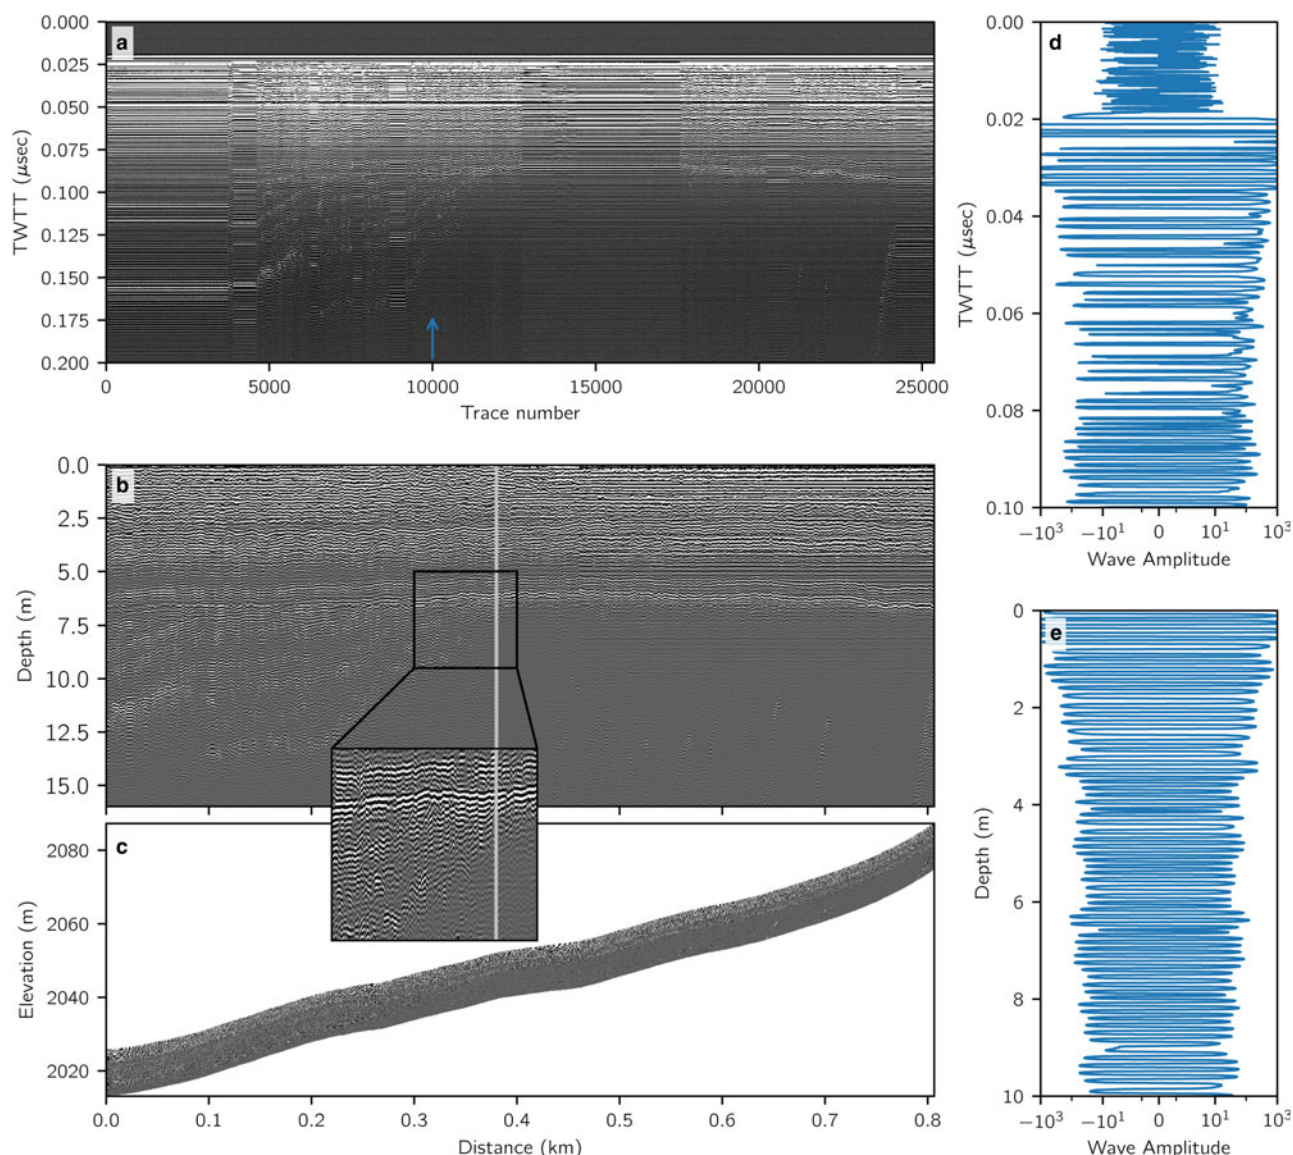 a
0.000
0.025
0.050
0.075
0.100
0.125
0.150
0.175
0.200
TWTT (μsec)
0 5000 10000 15000 20000 25000
Trace number
b
0.0
2.5
5.0
7.5
10.0
12.5
15.0
Depth (m)
c
2080
2060
2040
2020
Elevation (m)
0.0 0.1 0.2 0.3 0.4 0.5 0.6 0.7 0.8
Distance (km)
d
0.00
0.02
0.04
0.06
0.08
0.10
TWTT (μsec)
−10³ −10¹ 0 10¹ 10³
Wave Amplitude
e
0
2
4
6
8
10
Depth (m)
−10³ −10¹ 0 10¹ 10³
Wave Amplitude